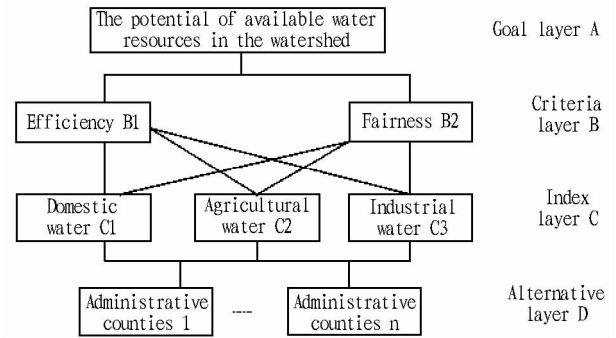 The potential of available water
resources in the watershed
Goal layer A
Efficiency B1
Fairness B2
Criteria
layer B
Domestic
water C1
Agricultural
water C2
Industrial
water C3
Index
layer C
Administrative
counties 1
Administrative
counties n
Alternative
layer D